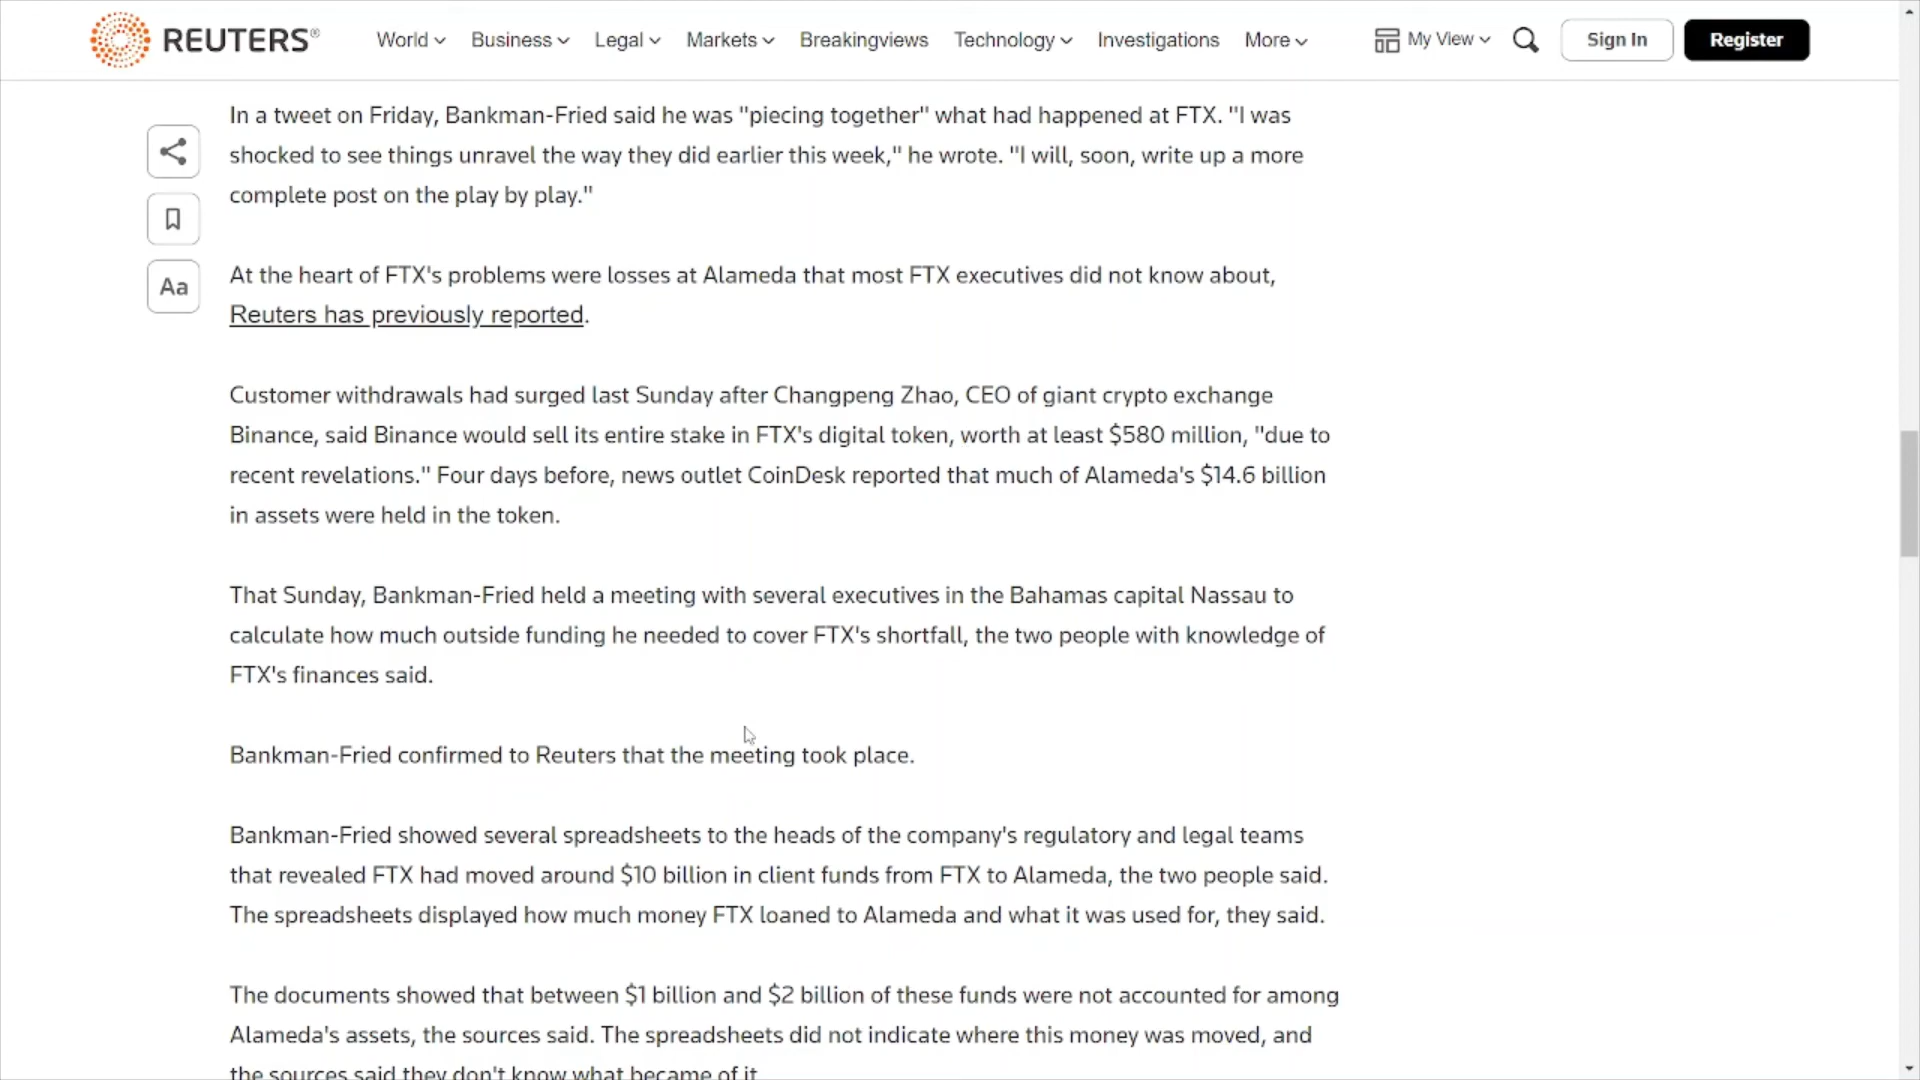 REUTERS®
World
Business
Legal
Markets
Breakingviews
Technology
Investigations
More
My View
Sign In
Register
In a tweet on Friday, Bankman-Fried said he was "piecing together" what had happened at FTX. "I was
shocked to see things unravel the way they did earlier this week," he wrote. "I will, soon, write up a more
complete post on the play by play."
Aa
At the heart of FTX's problems were losses at Alameda that most FTX executives did not know about,
Reuters has previously reported.
Customer withdrawals had surged last Sunday after Changpeng Zhao, CEO of giant crypto exchange
Binance, said Binance would sell its entire stake in FTX's digital token, worth at least $580 million, "due to
recent revelations." Four days before, news outlet CoinDesk reported that much of Alameda's $14.6 billion
in assets were held in the token.
That Sunday, Bankman-Fried held a meeting with several executives in the Bahamas capital Nassau to
calculate how much outside funding he needed to cover FTX's shortfall, the two people with knowledge of
FTX's finances said.
Bankman-Fried confirmed to Reuters that the meeting took place.
Bankman-Fried showed several spreadsheets to the heads of the company's regulatory and legal teams
that revealed FTX had moved around $10 billion in client funds from FTX to Alameda, the two people said.
The spreadsheets displayed how much money FTX loaned to Alameda and what it was used for, they said.
The documents showed that between $1 billion and $2 billion of these funds were not accounted for among
Alameda's assets, the sources said. The spreadsheets did not indicate where this money was moved, and
the sources said they don't know what became of it